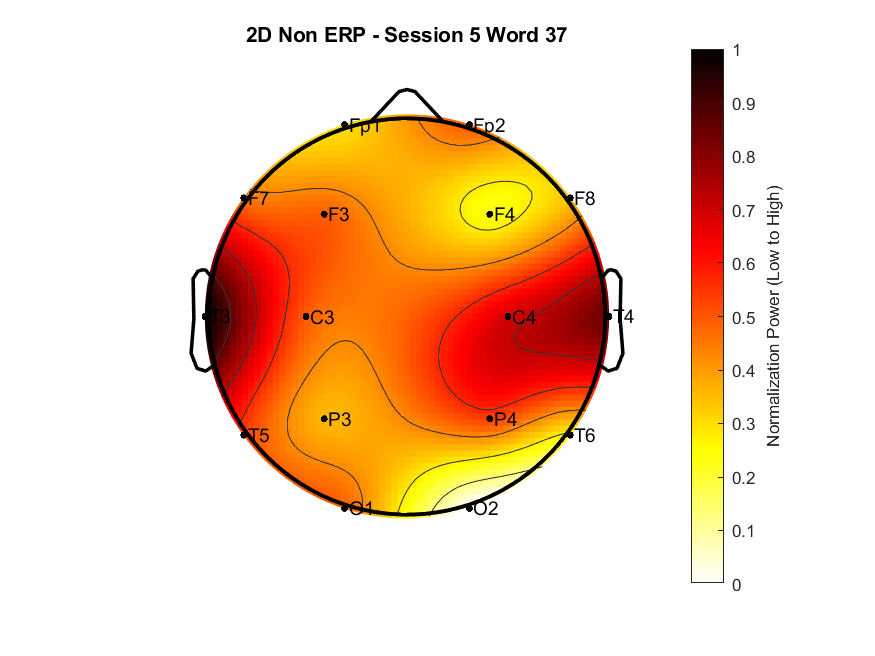 2D Non ERP - Session 5 Word 37
Fp1 Fp2
F7 F3 F4 F8
T3 C3 C4 T4
P3 P4
T5 T6
O1 O2
1
0.9
0.8
0.7
0.6
0.5
0.4
0.3
0.2
0.1
0
Normalization Power (Low to High)